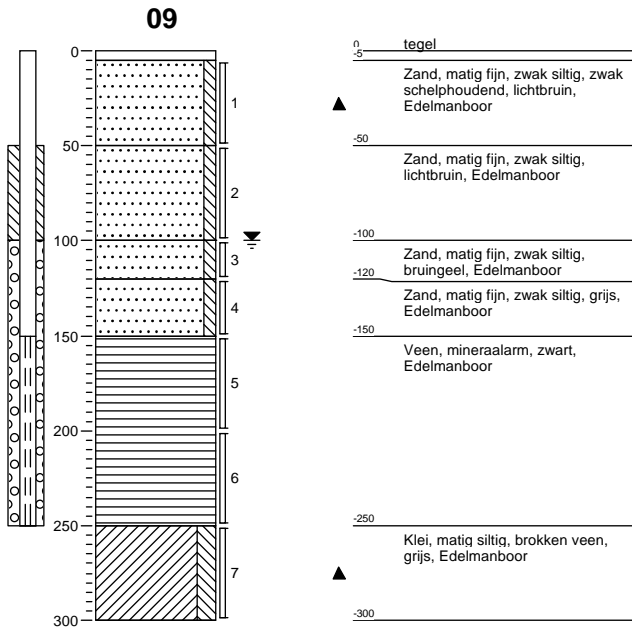 09
0
50
100
150
200
250
300
1
2
3
4
5
6
7
0
tegel
-5
Zand, matig fijn, zwak siltig, zwak
schelphoudend, lichtbruin,
Edelmanboor
-50
Zand, matig fijn, zwak siltig,
lichtbruin, Edelmanboor
-100
Zand, matig fijn, zwak siltig,
bruingeel, Edelmanboor
-120
Zand, matig fijn, zwak siltig, grijs,
Edelmanboor
-150
Veen, mineraalarm, zwart,
Edelmanboor
-250
Klei, matig siltig, brokken veen,
grijs, Edelmanboor
-300